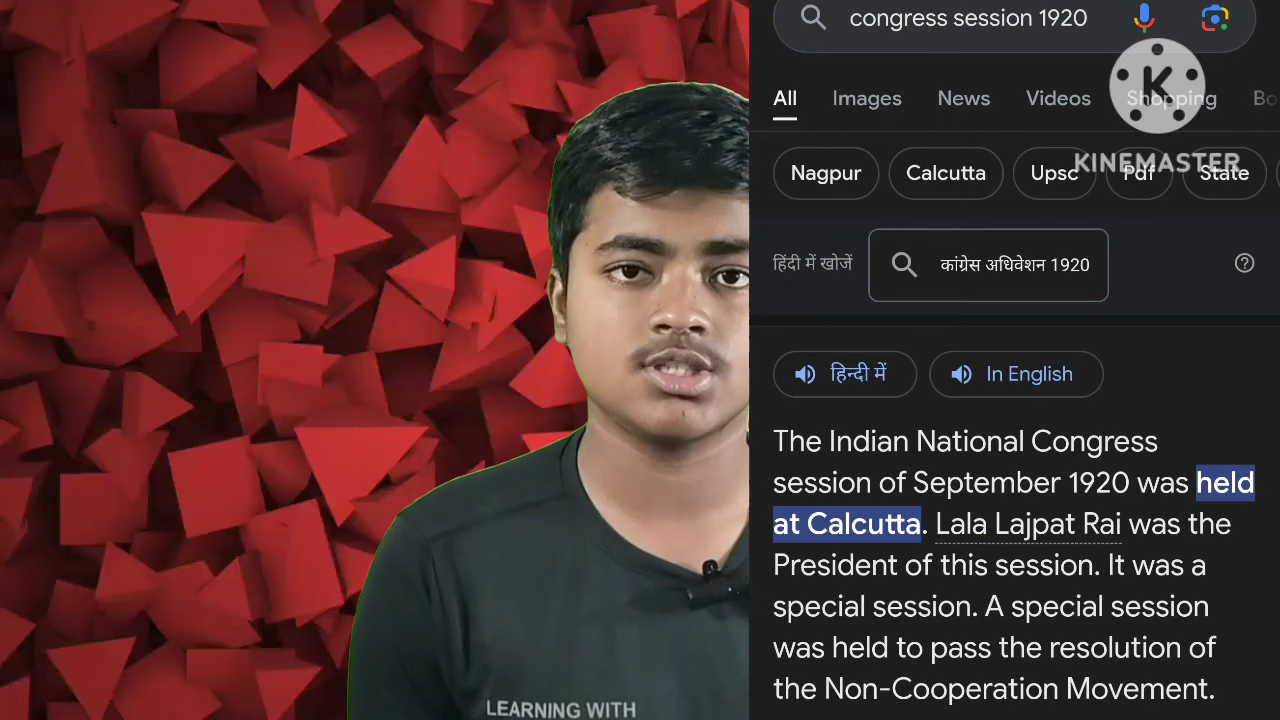 congress session 1920
All Images News Videos Shopping
KINEMASTER
Nagpur Calcutta Upsc Pdf State
हिंदी में खोजें कांग्रेस अधिवेशन 1920
हिन्दी में In English
The Indian National Congress
session of September 1920 was held
at Calcutta. Lala Lajpat Rai was the
President of this session. It was a
special session. A special session
was held to pass the resolution of
the Non-Cooperation Movement.
LEARNING WITH